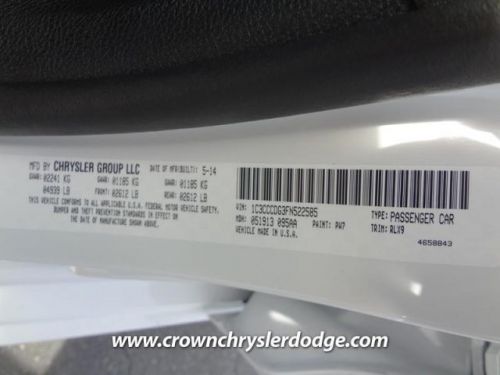 MFD BY CHRYSLER GROUP LLC DATE OF MFR(BUILT): 5-14
GVWR: 02241 KG GAWR: 01185 KG GAWR: 01185 KG
04939 LB FRONT: 02612 LB REAR: 02612 LB
THIS VEHICLE CONFORMS TO ALL APPLICABLE U.S.A. FEDERAL MOTOR VEHICLE SAFETY
BUMPER AND THEFT PREVENTION STANDARDS IN EFFECT ON THE
DATE OF MANUFACTURE SHOWN ABOVE.
VIN: 1C3CCCDG3FN522585 TYPE: PASSENGER CAR
MDH: 051913 095AA PAINT: PW7 TRIM: RLX9
VEHICLE MADE IN U.S.A. 4658843
www.crownchryslerdodge.com